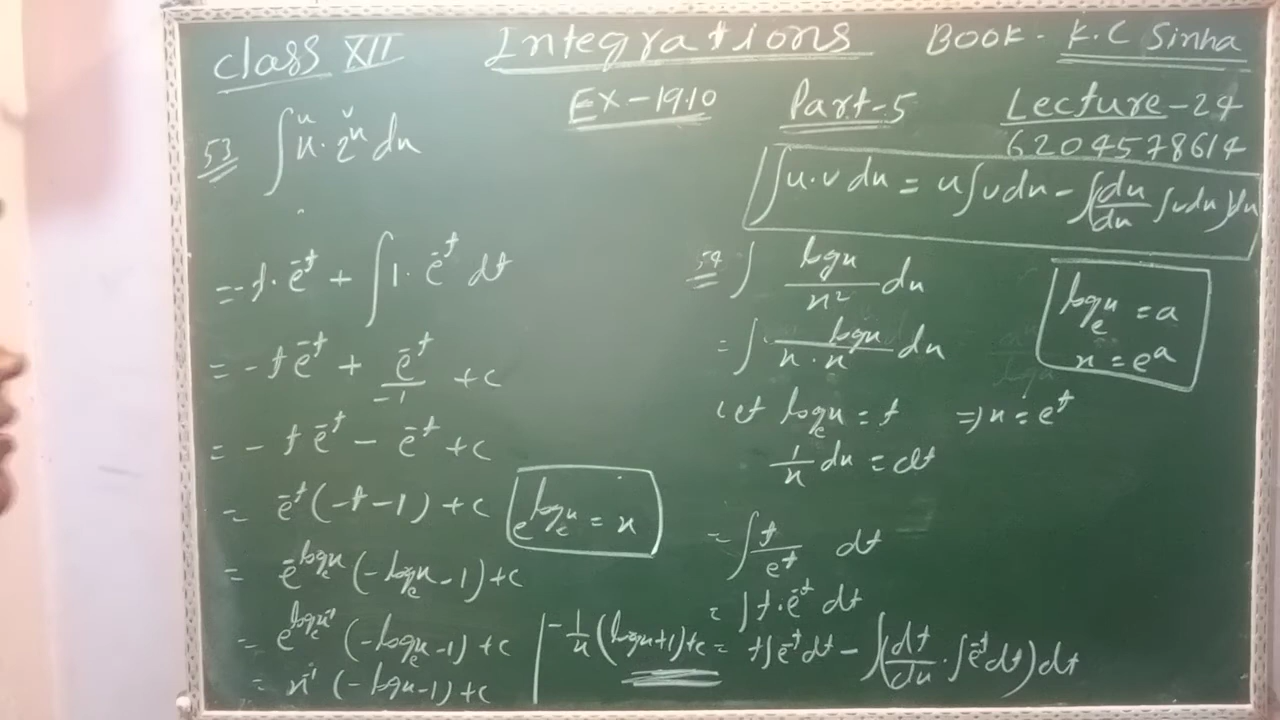 Class XII Integrations BOOK - K.C Sinha
EX-19.10 Part-5 Lecture-24
6204578614
53 ∫ x · 2^x dx
= -t·e^-t + ∫ 1·e^-t dt
= -te^-t + e^-t/-1 + c
= -te^-t - e^-t + c
= e^-t (-t-1) + c
e^log_e x = x
= e^-log_e x (-log_e x - 1) + c
= e^log_e x^-1 (-log_e x - 1) + c
= x^-1 (-log x - 1) + c
-1/x (log x + 1) + c
∫ u·v dx = u∫v dx - ∫(du/dx ∫v dx) dx
54 ∫ log x / x² dx
= ∫ log x / x·x dx
log_e x = a
x = e^a
Let log_e x = t ⇒ x = e^t
1/x dx = dt
= ∫ t/e^t dt
= ∫ t·e^-t dt
= t∫e^-t dt - ∫(dt/dx · ∫e^-t dt) dt